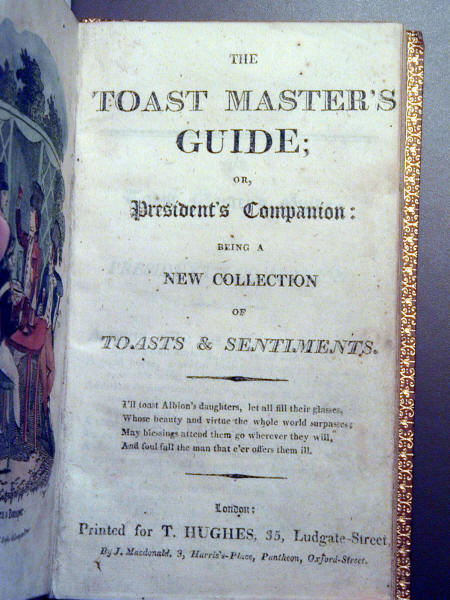 THE
TOAST MASTER'S
GUIDE;
OR,
President's Companion:
BEING A
NEW COLLECTION
OF
TOASTS & SENTIMENTS.
I'll toast Albion's daughters, let all fill their glasses,
Whose beauty and virtue the whole world surpasses;
May blessings attend them go wherever they will,
And foul fall the man that e'er offers them ill.
London:
Printed for T. HUGHES, 35, Ludgate-Street,
By J. Macdonald, 3, Harris's-Place, Pantheon, Oxford-Street.